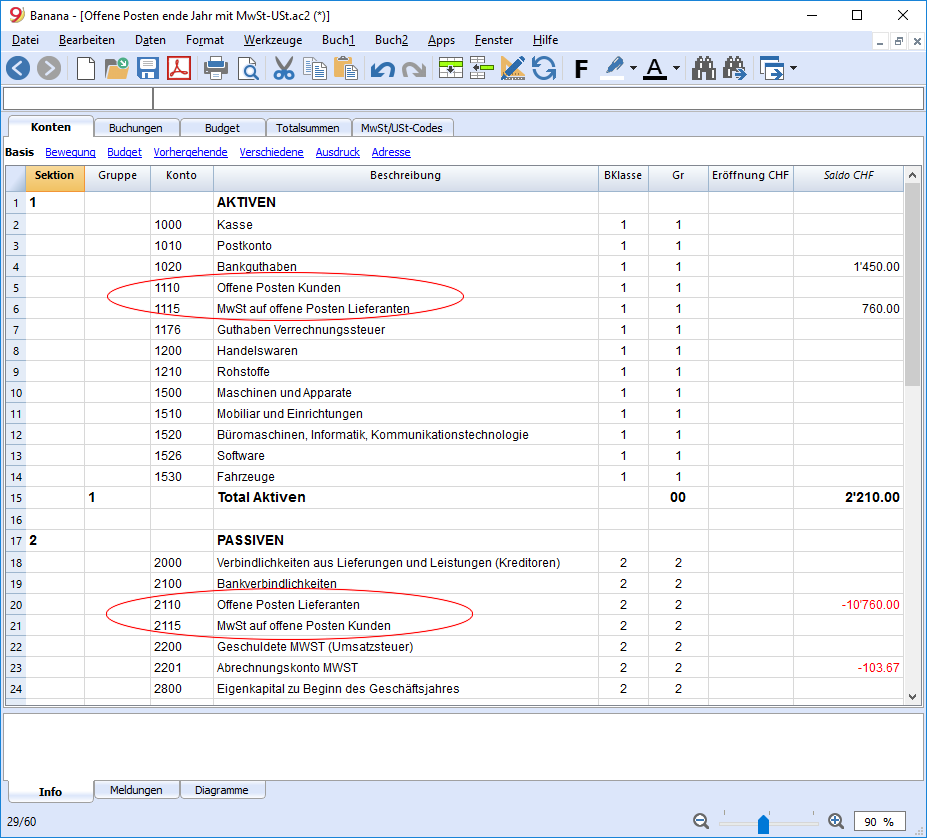 9 Banana - [Offene Posten ende Jahr mit MwSt-USt.ac2 (*)]
Datei Bearbeiten Daten Format Werkzeuge Buch1 Buch2 Apps Fenster Hilfe
F A
Konten Buchungen Budget Totalsummen MwSt/USt-Codes
Basis Bewegung Budget Vorhergehende Verschiedene Ausdruck Adresse
Sektion Gruppe Konto Beschreibung BKlasse Gr Eröffnung CHF Saldo CHF
1 1 AKTIVEN
2 1000 Kasse 1 1
3 1010 Postkonto 1 1
4 1020 Bankguthaben 1 1 1'450.00
5 1110 Offene Posten Kunden 1 1
6 1115 MwSt auf offene Posten Lieferanten 1 1 760.00
7 1176 Guthaben Verrechnungssteuer 1 1
8 1200 Handelswaren 1 1
9 1210 Rohstoffe 1 1
10 1500 Maschinen und Apparate 1 1
11 1510 Mobiliar und Einrichtungen 1 1
12 1520 Büromaschinen, Informatik, Kommunikationstechnologie 1 1
13 1526 Software 1 1
14 1530 Fahrzeuge 1 1
15 1 Total Aktiven 00 2'210.00
16
17 2 PASSIVEN
18 2000 Verbindlichkeiten aus Lieferungen und Leistungen (Kreditoren) 2 2
19 2100 Bankverbindlichkeiten 2 2
20 2110 Offene Posten Lieferanten 2 2 -10'760.00
21 2115 MwSt auf offene Posten Kunden 2 2
22 2200 Geschuldete MWST (Umsatzsteuer) 2 2
23 2201 Abrechnungskonto MWST 2 2 -103.67
24 2800 Eigenkapital zu Beginn des Geschäftsjahres 2 2
Info Meldungen Diagramme
29/60 90 %